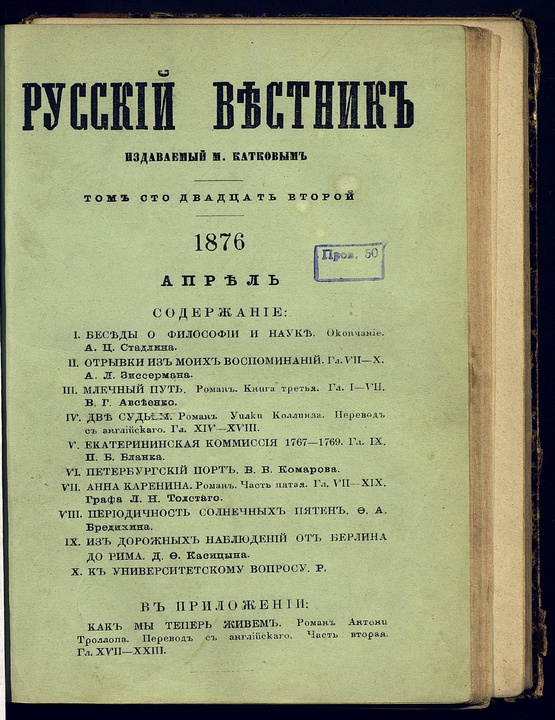 РУССКІЙ ВѢСТНИКЪ
ИЗДАВАЕМЫЙ М. КАТКОВЫМЪ
ТОМЪ СТО ДВАДЦАТЬ ВТОРОЙ
1876
Проя. 50
АПРѢЛЬ
СОДЕРЖАНІЕ:
I. БЕСѢДЫ О ФИЛОСОФІИ И НАУКѢ. Окончаніе.
А. Ц. Стадлина.
II. ОТРЫВКИ ИЗЪ МОИХЪ ВОСПОМИНАНІЙ. Гл. VII—X.
А. Л. Зиссермана.
III. МЛЕЧНЫЙ ПУТЬ. Романъ. Книга третья. Гл. I—VII.
В. Г. Авсѣенко.
IV. ДВѢ СУДЬБЫ. Романъ Уилки Коллинза. Переводъ
съ англійскаго. Гл. XIV—XVIII.
V. ЕКАТЕРИНИНСКАЯ КОММИССІЯ 1767—1769. Гл. IX.
П. Б. Бланка.
VI. ПЕТЕРБУРГСКІЙ ПОРТЪ. В. В. Комарова.
VII. АННА КАРЕНИНА. Романъ. Часть пятая. Гл. VII—XIX.
Графа Л. Н. Толстаго.
VIII. ПЕРІОДИЧНОСТЬ СОЛНЕЧНЫХЪ ПЯТЕНЪ. Ѳ. А.
Бредихина.
IX. ИЗЪ ДОРОЖНЫХЪ НАБЛЮДЕНІЙ ОТЪ БЕРЛИНА
ДО РИМА. Д. Ѳ. Касицына.
X. КЪ УНИВЕРСИТЕТСКОМУ ВОПРОСУ. Р.
ВЪ ПРИЛОЖЕНІИ:
КАКЪ МЫ ТЕПЕРЬ ЖИВЕМЪ. Романъ Антони
Троллопа. Переводъ съ англійскаго. Часть вторая.
Гл. XVII—XXIII.